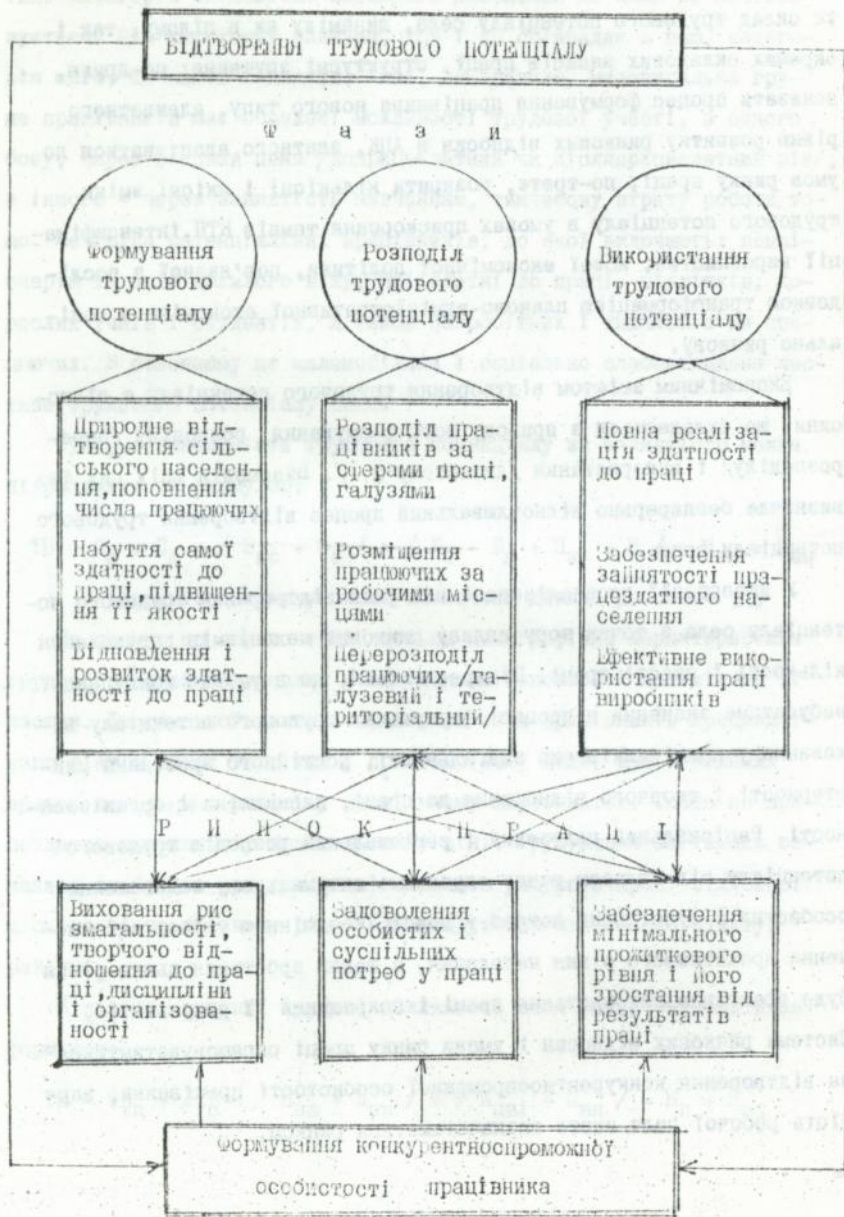 ВІДТВОРЕННЯ ТРУДОВОГО ПОТЕНЦІАЛУ
Ф а з и
Формування
трудового
потенціалу
Розподіл
трудового
потенціалу
Використання
трудового
потенціалу
Природне від-
творення сіль-
ського населен-
ня,поповнення
числа працюючих
Набуття самої
здатності до
праці,підвищен-
ня її якості
Відновлення і
розвиток здат-
ності до праці
Розподіл пра-
цівників за
сферами праці,
галузями
Розміщення
працюючих за
робочими міс-
цями
Перерозподіл
працюючих /га-
лузевий і те-
риторіальний/
Повна реаліза-
ція здатності
до праці
Забезпечення
зайнятості пра-
цездатного на-
селення
Ефективне вико-
ристання праці
виробників
Р И Н О К П Р А Ц І
Виховання рис
змагальності,
творчого від-
ношення до пра-
ці,дисципліни
і організова-
ності
Задоволення
особистих і
суспільних
потреб у праці
Забезпечення
мінімального
прожиткового
рівня і його
зростання від
результатів
праці
Формування конкурентноспроможної
особистості працівника